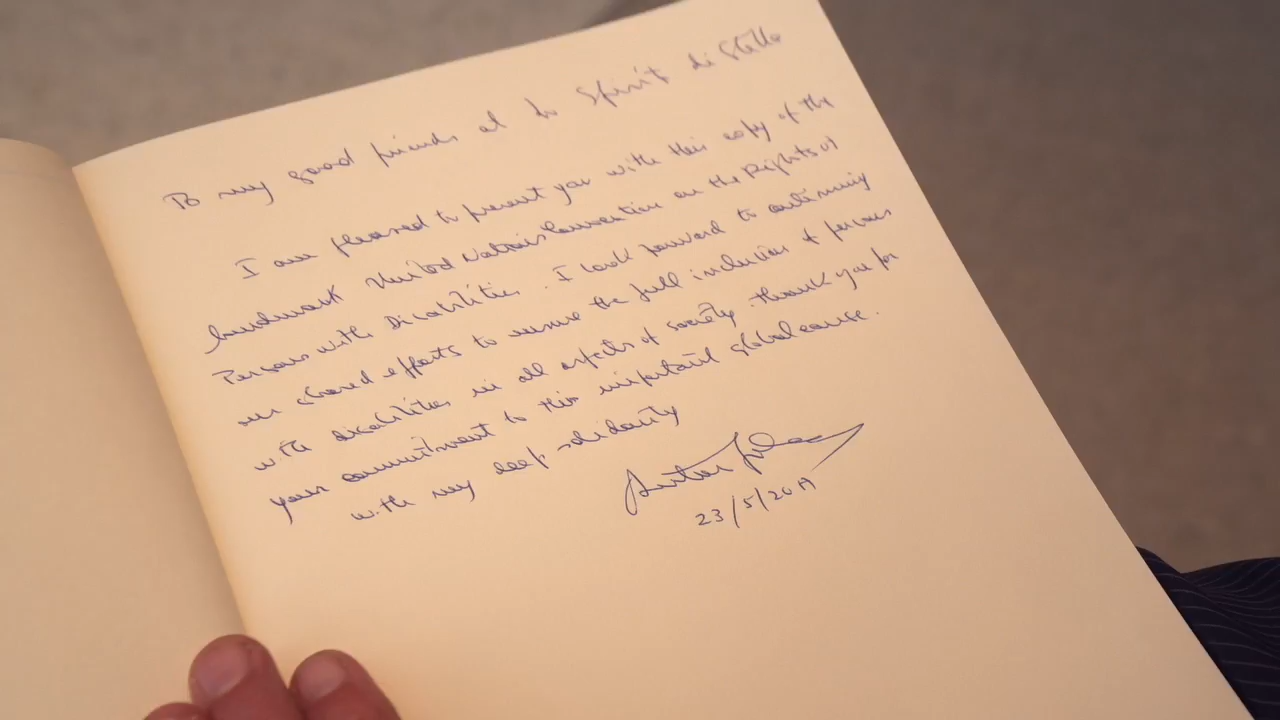 To my good friends at Lo Spirito di Stella
I am pleased to present you with this copy of the
landmark United Nations Convention on the Rights of
Persons with Disabilities. I look forward to continuing
our shared efforts to ensure the full inclusion of persons
with disabilities in all aspects of society. Thank you for
your commitment to this important global cause.
with my deep solidarity
23/5/2017